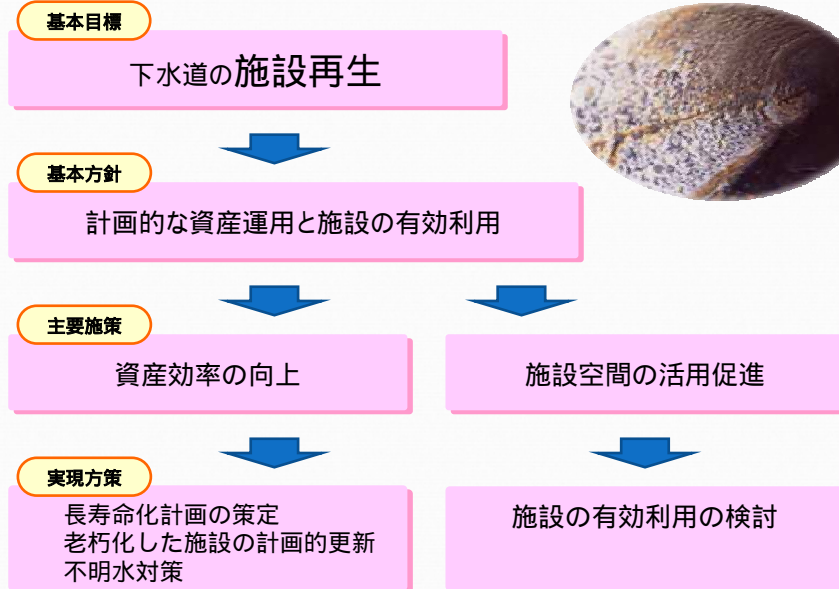 基本目標
下水道の施設再生
基本方針
計画的な資産運用と施設の有効利用
主要施策
資産効率の向上
施設空間の活用促進
実現方策
長寿命化計画の策定
老朽化した施設の計画的更新
不明水対策
施設の有効利用の検討